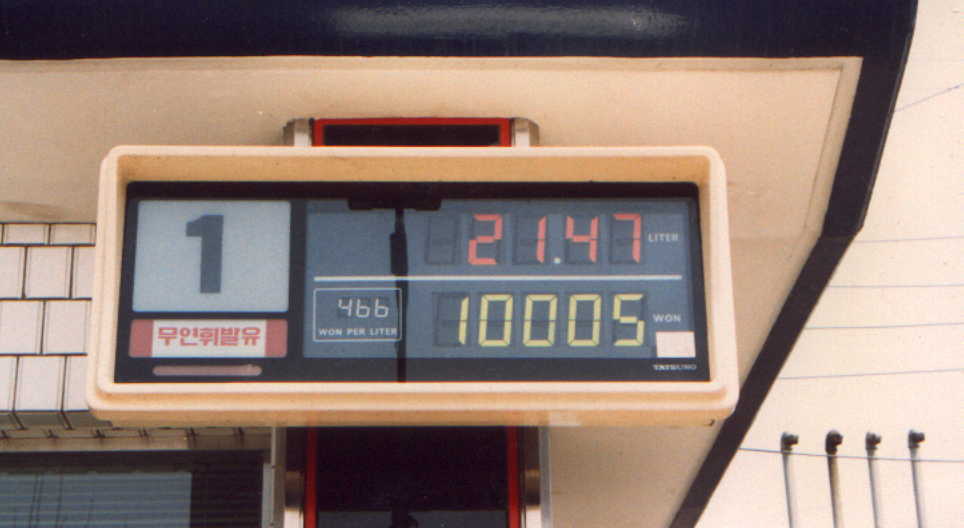 1
무연휘발유
21.47 LITER
466
WON PER LITER
10005 WON
TATSUNO